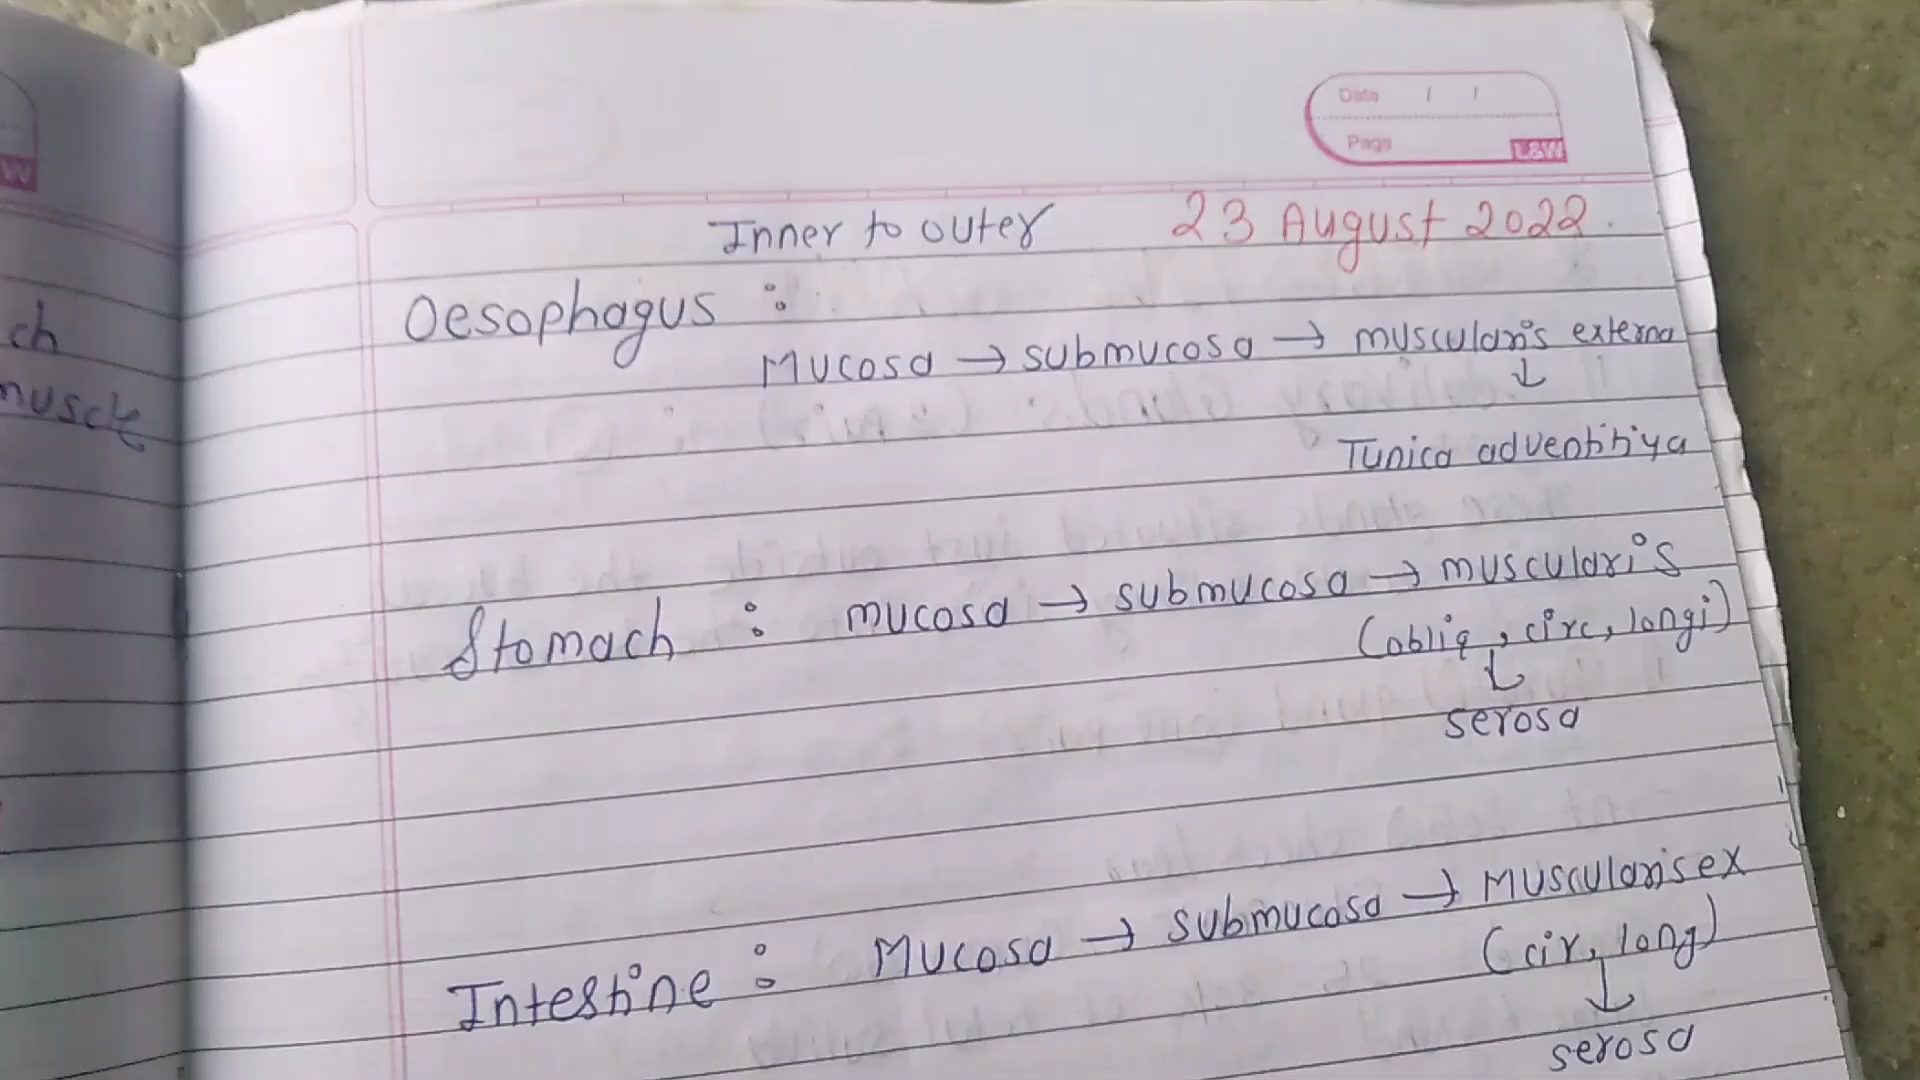 W
ch
muscle
Data / /
Page
L&W
Inner to outer 23 August 2022.
Oesophagus :
Mucosa → submucosa → muscularis externa
↓
Tunica adventitiya
Stomach : mucosa → submucosa → muscularis
(obliq, circ, longi)
↓
serosa
Intestine : Mucosa → submucosa → Muscularis ex
(cir, long)
↓
serosa